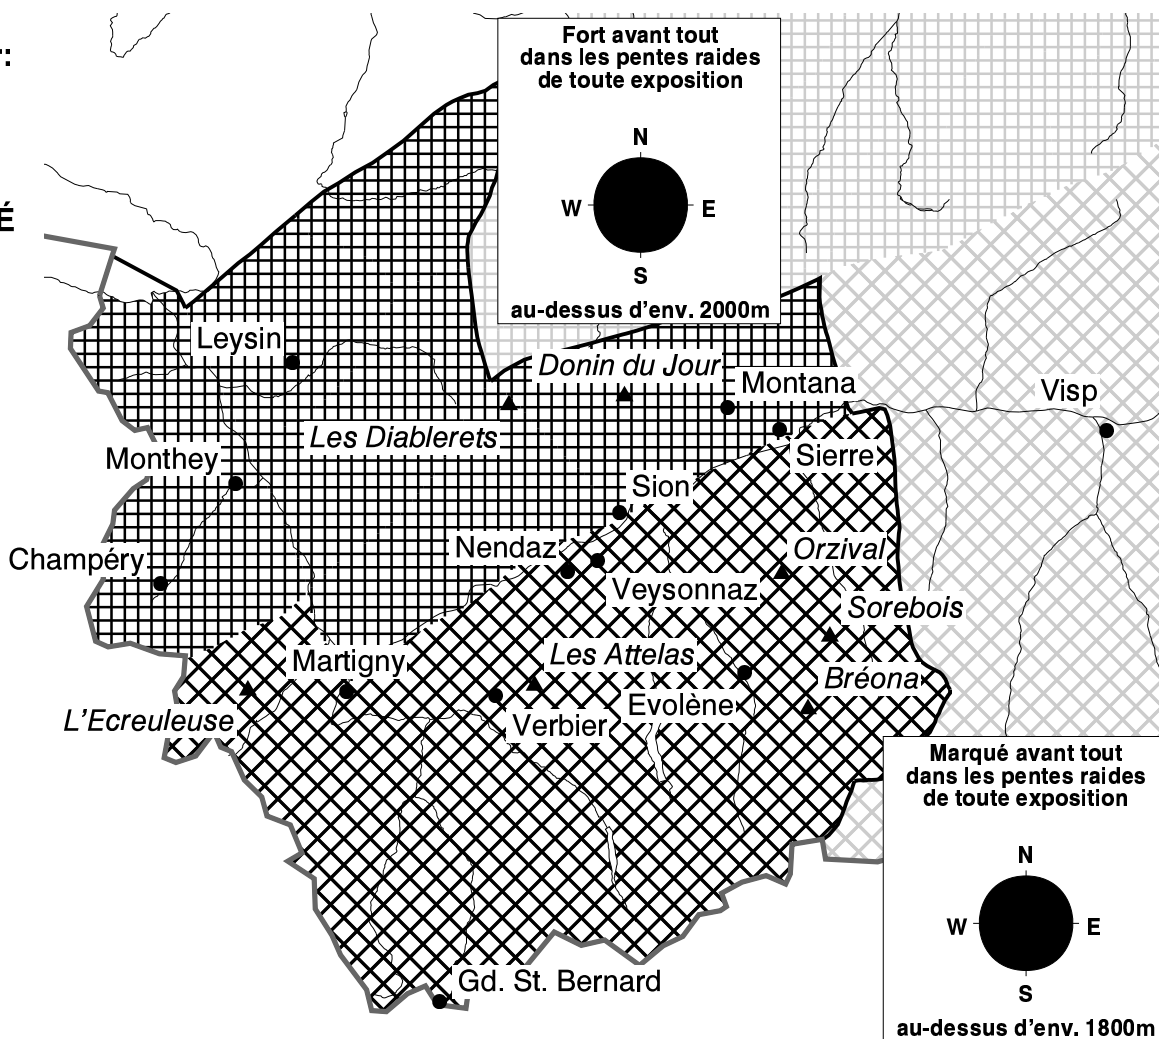 r:
É
Fort avant tout
dans les pentes raides
de toute exposition
N
W
E
S
au-dessus d'env. 2000m
Leysin
Donin du Jour
Montana
Visp
Les Diablerets
Monthey
Sierre
Sion
Champéry
Nendaz
Orzival
Veysonnaz
Sorebois
Martigny
Les Attelas
Bréona
L'Ecreuleuse
Verbier
Evolène
Marqué avant tout
dans les pentes raides
de toute exposition
N
W
E
S
au-dessus d'env. 1800m
Gd. St. Bernard